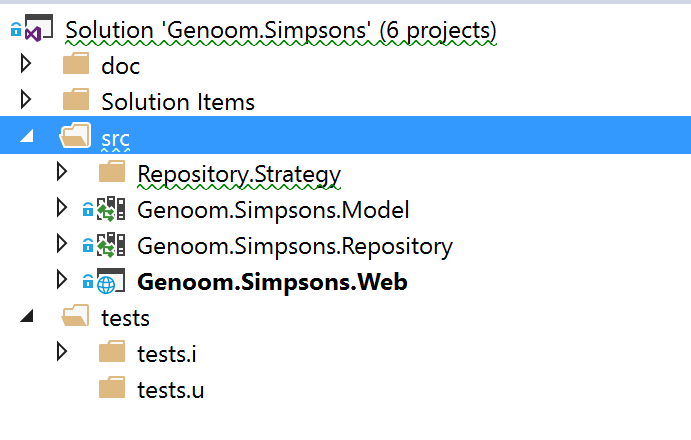 Solution 'Genoom.Simpsons' (6 projects)
doc
Solution Items
src
Repository.Strategy
Genoom.Simpsons.Model
Genoom.Simpsons.Repository
Genoom.Simpsons.Web
tests
tests.i
tests.u